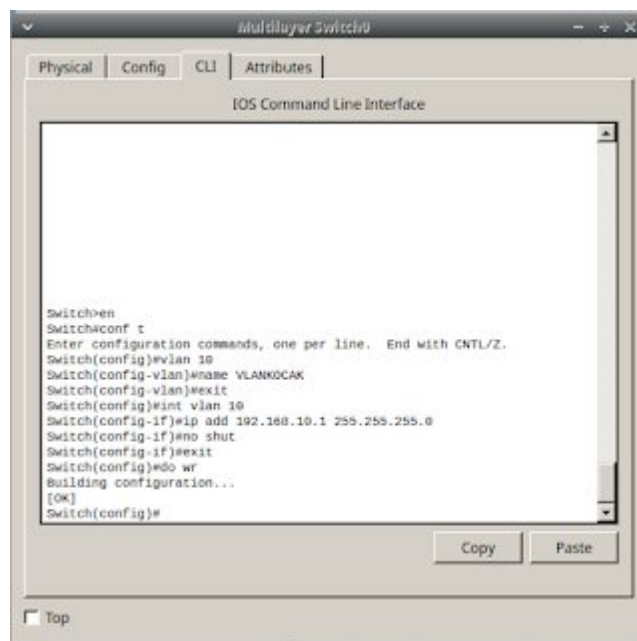 Multilayer Switch0
Physical Config CLI Attributes
IOS Command Line Interface
Switch>en
Switch#conf t
Enter configuration commands, one per line. End with CNTL/Z.
Switch(config)#vlan 10
Switch(config-vlan)#name VLANKOCAK
Switch(config-vlan)#exit
Switch(config)#int vlan 10
Switch(config-if)#ip add 192.168.10.1 255.255.255.0
Switch(config-if)#no shut
Switch(config-if)#exit
Switch(config)#do wr
Building configuration...
[OK]
Switch(config)#
Copy Paste
Top